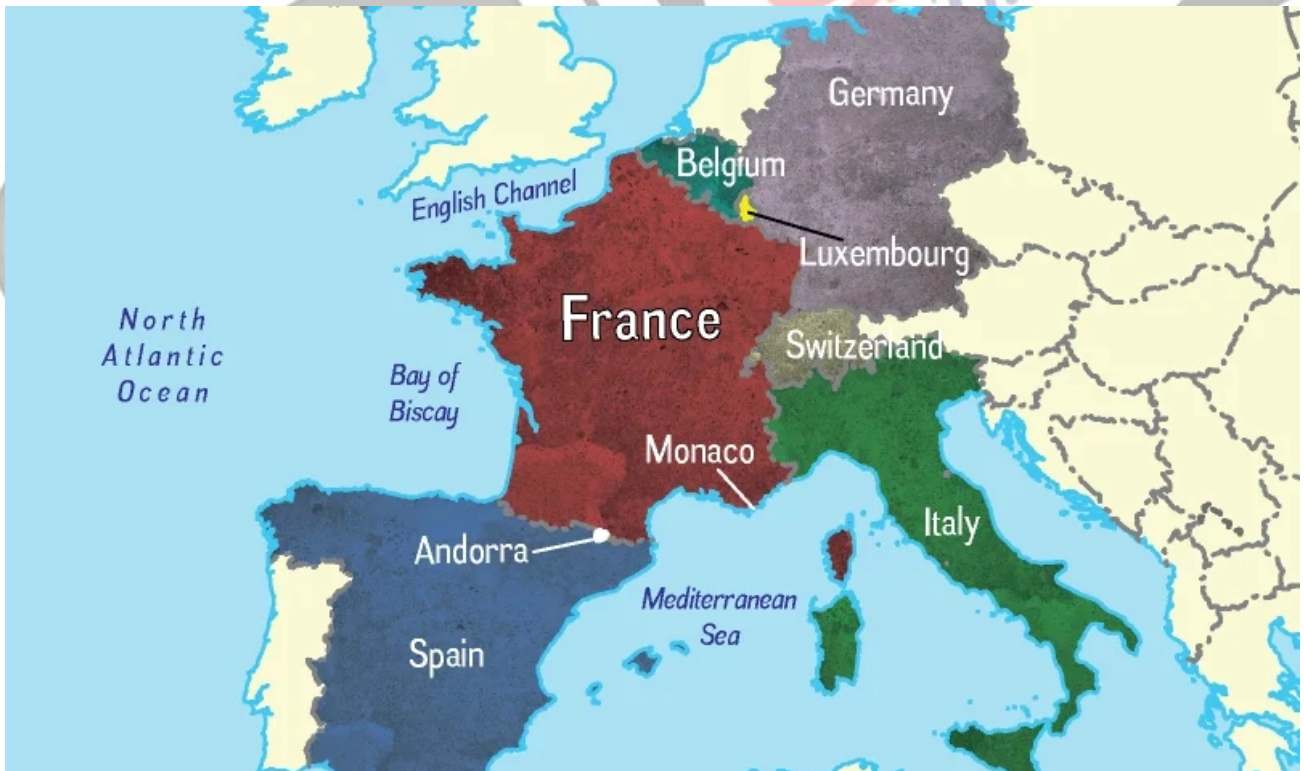 Germany
Belgium
English Channel
Luxembourg
France
North
Atlantic
Ocean
Switzerland
Bay of
Biscay
Monaco
Italy
Andorra
Mediterranean
Sea
Spain